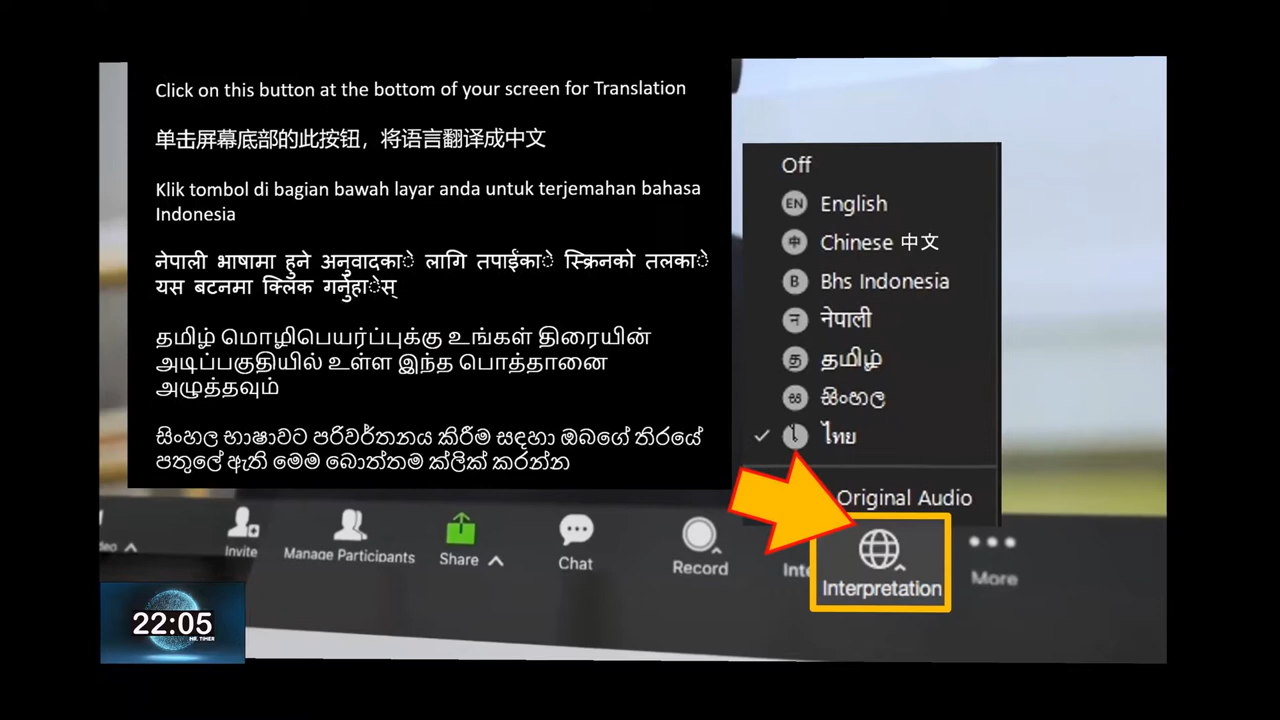 Click on this button at the bottom of your screen for Translation
单击屏幕底部的此按钮，将语言翻译成中文
Klik tombol di bagian bawah layar anda untuk terjemahan bahasa
Indonesia
नेपाली भाषामा हुने अनुवादकाे लागि तपाईंकाे स्क्रिनको तलकाे
यस बटनमा क्लिक गर्नुहाेस्
தமிழ் மொழிபெயர்ப்புக்கு உங்கள் திரையின்
அடிப்பகுதியில் உள்ள இந்த பொத்தானை
அழுத்தவும்
සිංහල භාෂාවට පරිවර්තනය කිරීම සඳහා ඔබගේ තිරයේ
පතුලේ ඇති මෙම බොත්තම ක්ලික් කරන්න
Off
EN English
中 Chinese 中文
B Bhs Indonesia
न नेपाली
த தமிழ்
සිංහල
ไทย
Original Audio
Invite
Manage Participants
Share
Chat
Record
Interpretation
More
22:05
MR. TIMER